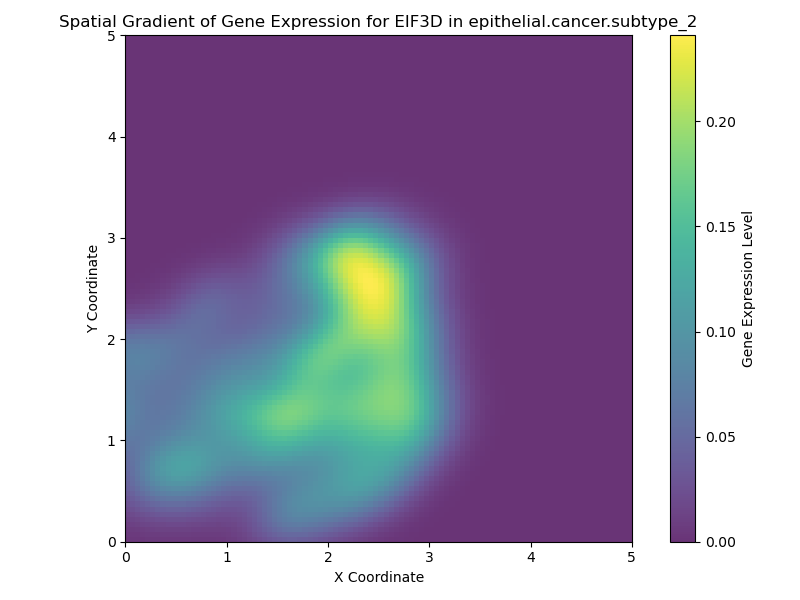 Spatial Gradient of Gene Expression for EIF3D in epithelial.cancer.subtype_2
5
4
3
2
1
0
Y Coordinate
0 1 2 3 4 5
X Coordinate
0.20
0.15
0.10
0.05
0.00
Gene Expression Level